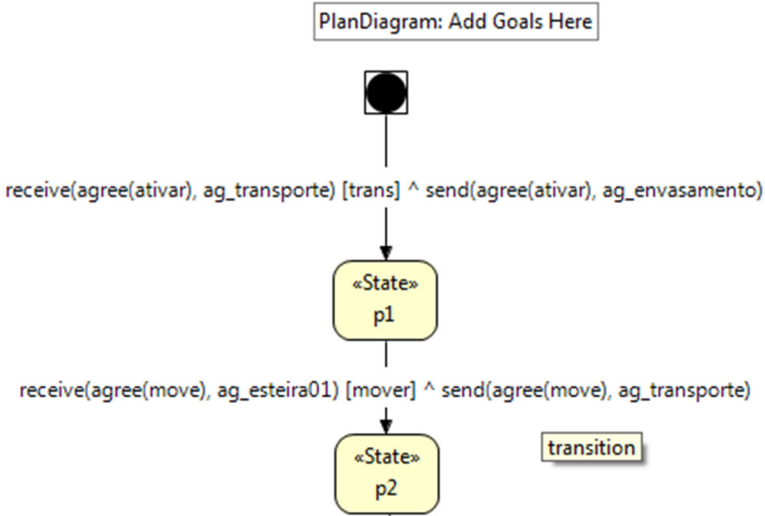 PlanDiagram: Add Goals Here
receive(agree(ativar), ag_transporte) [trans] ^ send(agree(ativar), ag_envasamento)
«State»
p1
receive(agree(move), ag_esteira01) [mover] ^ send(agree(move), ag_transporte)
transition
«State»
p2